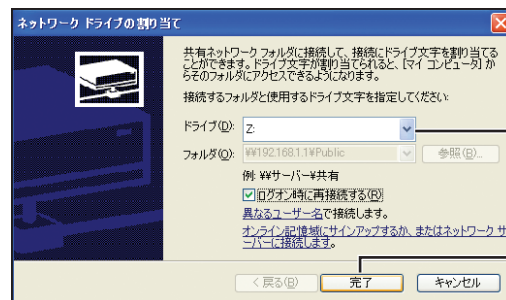 ネットワーク ドライブの割り当て
共有ネットワーク フォルダに接続して、接続にドライブ文字を割り当てる
ことができます。ドライブ文字が割り当てられると、[マイ コンピュータ] か
らそのフォルダにアクセスできるようになります。
接続するフォルダと使用するドライブ文字を指定してください:
ドライブ(D): Z:
フォルダ(O): ¥¥192.168.1.1¥Public 参照(B)...
例: ¥¥サーバー¥共有
ログオン時に再接続する(R)
異なるユーザー名で接続します。
オンライン記憶域にサインアップするか、またはネットワーク サ
ーバーに接続します。
< 戻る(B) 完了 キャンセル